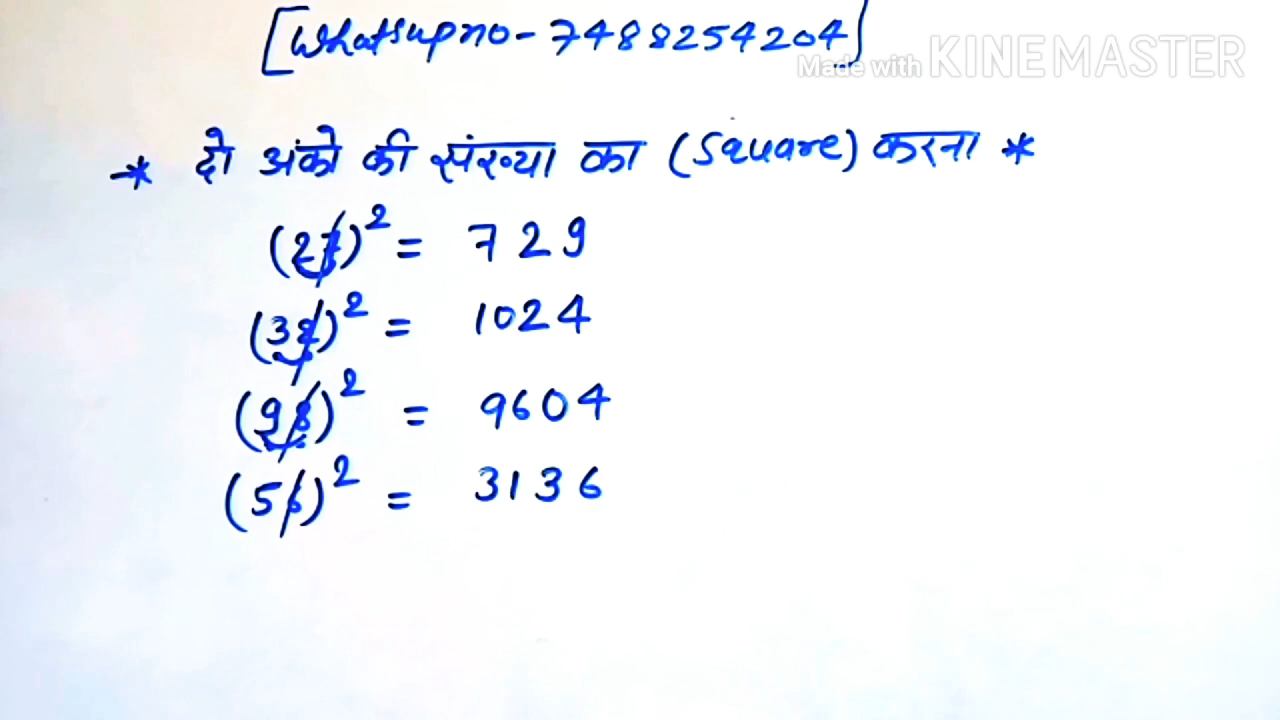 [Whatsupno-7488254204]
Made with KINEMASTER
* दो अंको की संख्या का (Square) करना *
(27)² = 729
(32)² = 1024
(98)² = 9604
(56)² = 3136